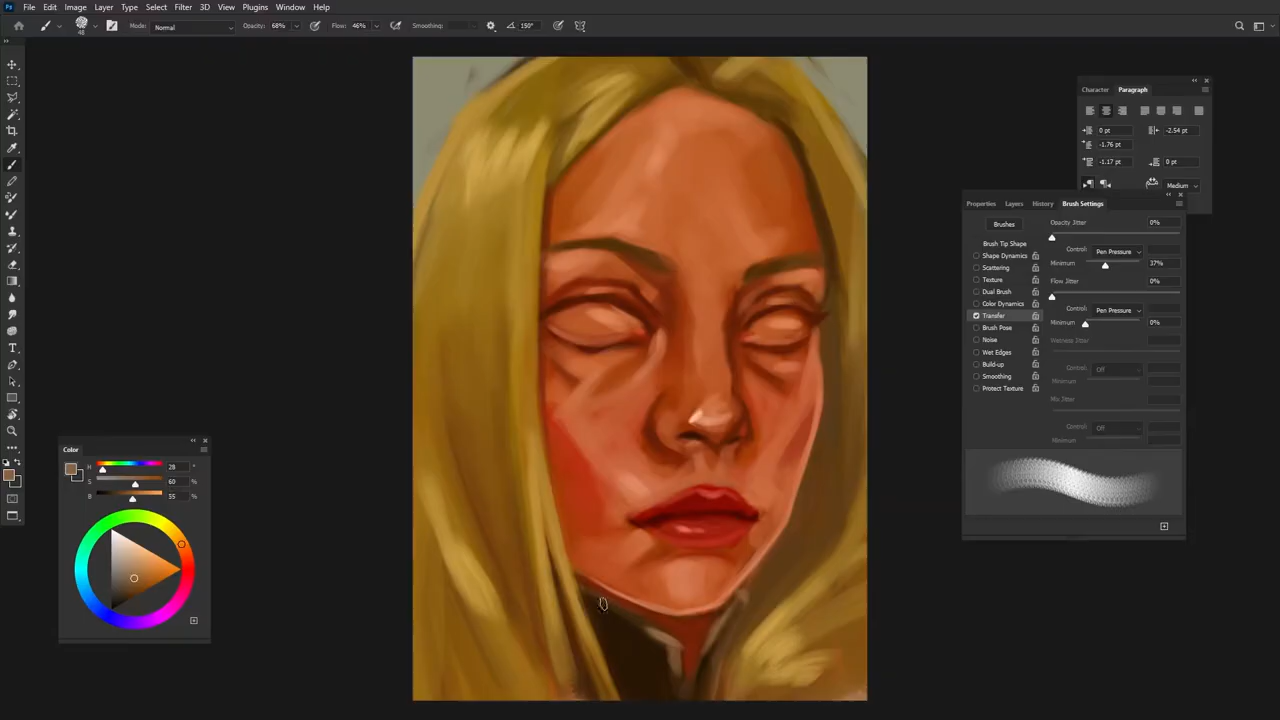 Ps File Edit Image Layer Type Select Filter 3D View Plugins Window Help
48 Mode: Normal Opacity: 68% Flow: 46% Smoothing: 150°
Character Paragraph
0 pt -2.54 pt
-1.76 pt
-1.17 pt 0 pt
Medium
Properties Layers History Brush Settings
Brushes
Brush Tip Shape
Shape Dynamics
Scattering
Texture
Dual Brush
Color Dynamics
Transfer
Brush Pose
Noise
Wet Edges
Build-up
Smoothing
Protect Texture
Opacity Jitter 0%
Control: Pen Pressure
Minimum 37%
Flow Jitter 0%
Control: Pen Pressure
Minimum 0%
Wetness Jitter
Control: Off
Minimum
Mix Jitter
Control: Off
Minimum
Color
H 28 °
S 60 %
B 55 %